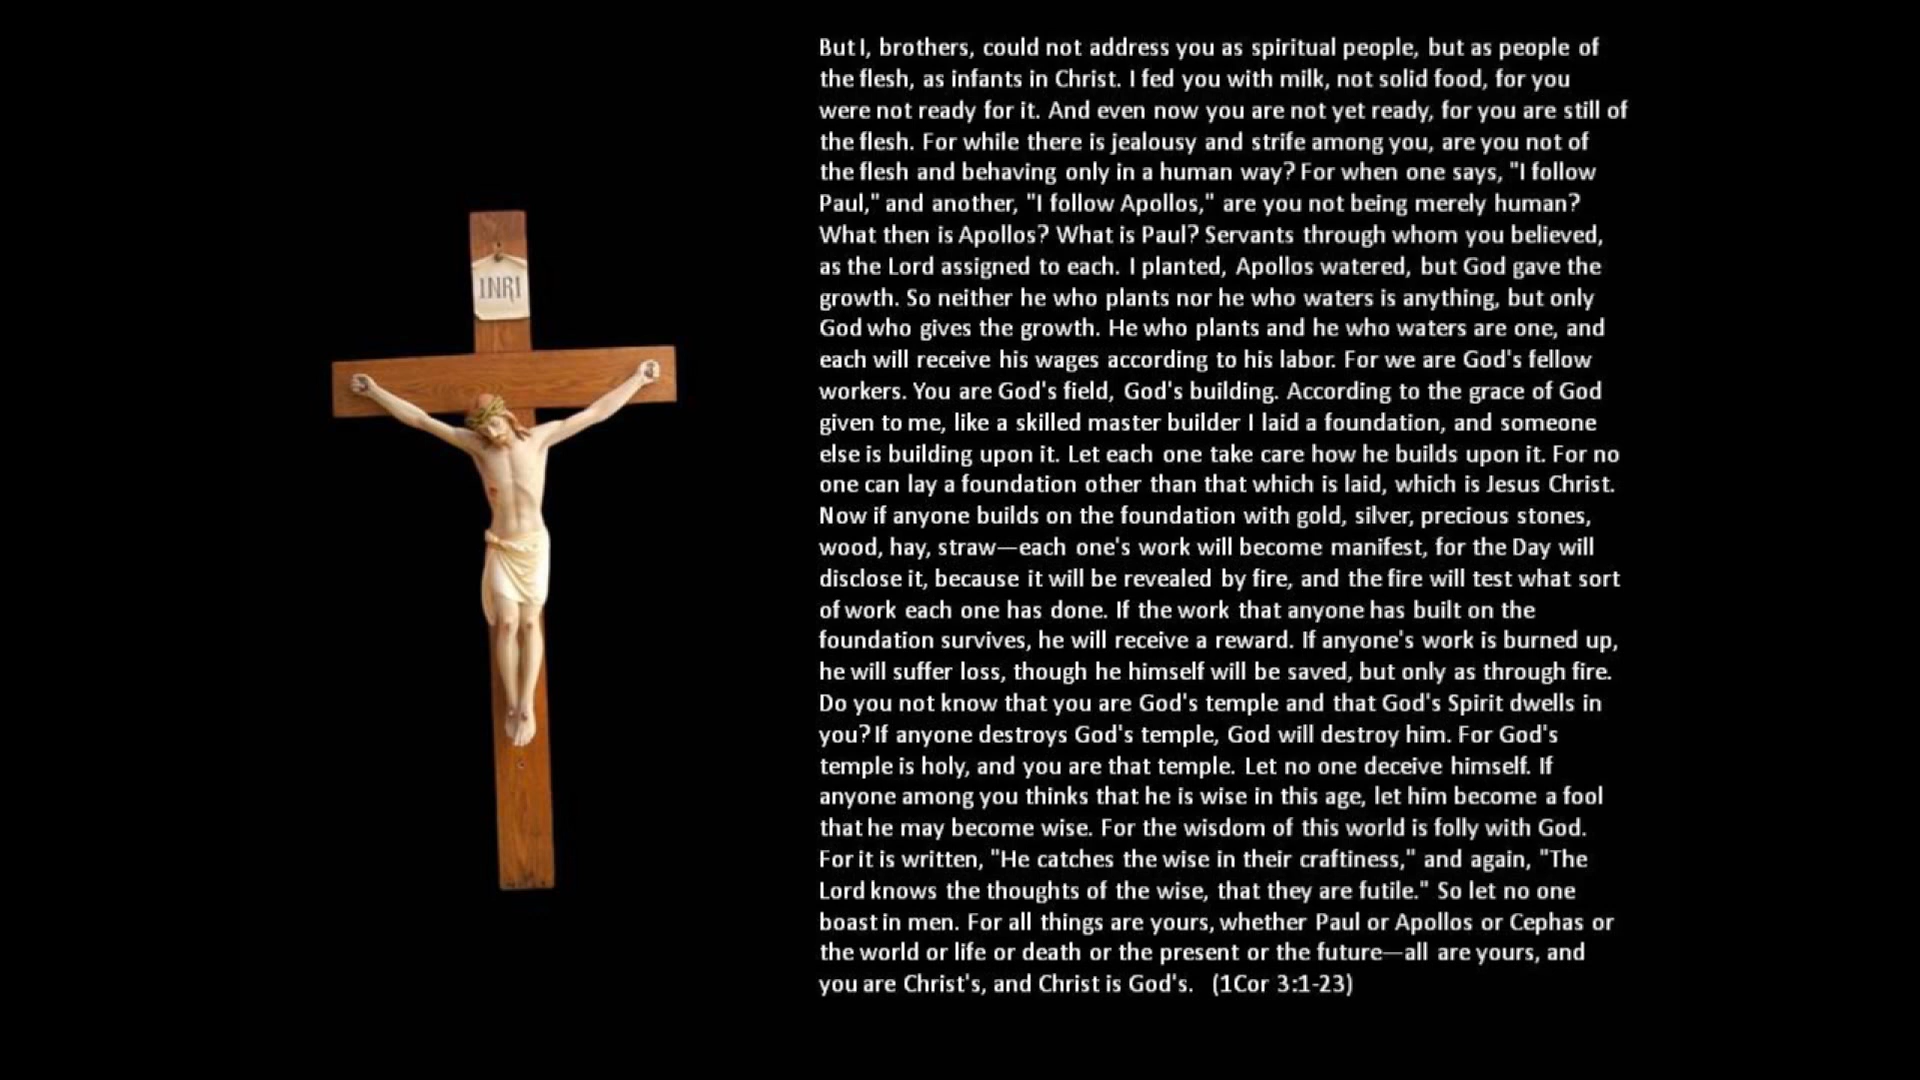 INRI
But I, brothers, could not address you as spiritual people, but as people of
the flesh, as infants in Christ. I fed you with milk, not solid food, for you
were not ready for it. And even now you are not yet ready, for you are still of
the flesh. For while there is jealousy and strife among you, are you not of
the flesh and behaving only in a human way? For when one says, "I follow
Paul," and another, "I follow Apollos," are you not being merely human?
What then is Apollos? What is Paul? Servants through whom you believed,
as the Lord assigned to each. I planted, Apollos watered, but God gave the
growth. So neither he who plants nor he who waters is anything, but only
God who gives the growth. He who plants and he who waters are one, and
each will receive his wages according to his labor. For we are God's fellow
workers. You are God's field, God's building. According to the grace of God
given to me, like a skilled master builder I laid a foundation, and someone
else is building upon it. Let each one take care how he builds upon it. For no
one can lay a foundation other than that which is laid, which is Jesus Christ.
Now if anyone builds on the foundation with gold, silver, precious stones,
wood, hay, straw—each one's work will become manifest, for the Day will
disclose it, because it will be revealed by fire, and the fire will test what sort
of work each one has done. If the work that anyone has built on the
foundation survives, he will receive a reward. If anyone's work is burned up,
he will suffer loss, though he himself will be saved, but only as through fire.
Do you not know that you are God's temple and that God's Spirit dwells in
you? If anyone destroys God's temple, God will destroy him. For God's
temple is holy, and you are that temple. Let no one deceive himself. If
anyone among you thinks that he is wise in this age, let him become a fool
that he may become wise. For the wisdom of this world is folly with God.
For it is written, "He catches the wise in their craftiness," and again, "The
Lord knows the thoughts of the wise, that they are futile." So let no one
boast in men. For all things are yours, whether Paul or Apollos or Cephas or
the world or life or death or the present or the future—all are yours, and
you are Christ's, and Christ is God's. (1Cor 3:1-23)